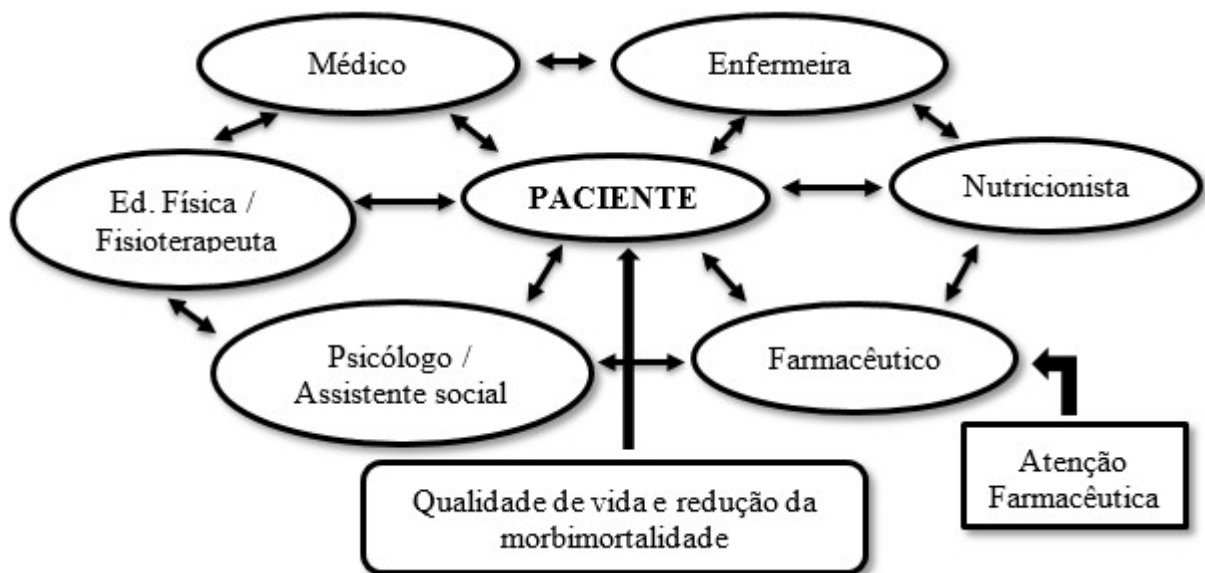 Médico
Enfermeira
Ed. Física /
Fisioterapeuta
PACIENTE
Nutricionista
Psicólogo /
Assistente social
Farmacêutico
Atenção
Farmacêutica
Qualidade de vida e redução da
morbimortalidade